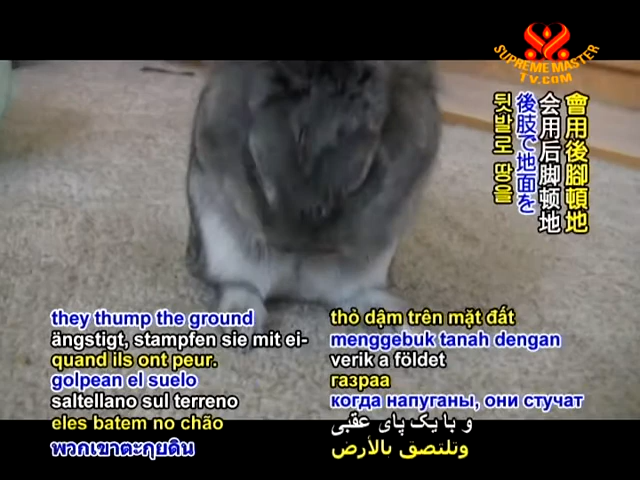 SUPREME MASTER
TV.COM
會用後腳頓地
会用后脚顿地
後肢で地面を
뒷발로 땅을
they thump the ground
ängstigt, stampfen sie mit ei-
quand ils ont peur.
golpean el suelo
saltellano sul terreno
eles batem no chão
พวกเขาตะกุยดิน
thỏ dậm trên mặt đất
menggebuk tanah dengan
verik a földet
газраа
когда напуганы, они стучат
و با یک پای عقبی
وتلتصق بالأرض